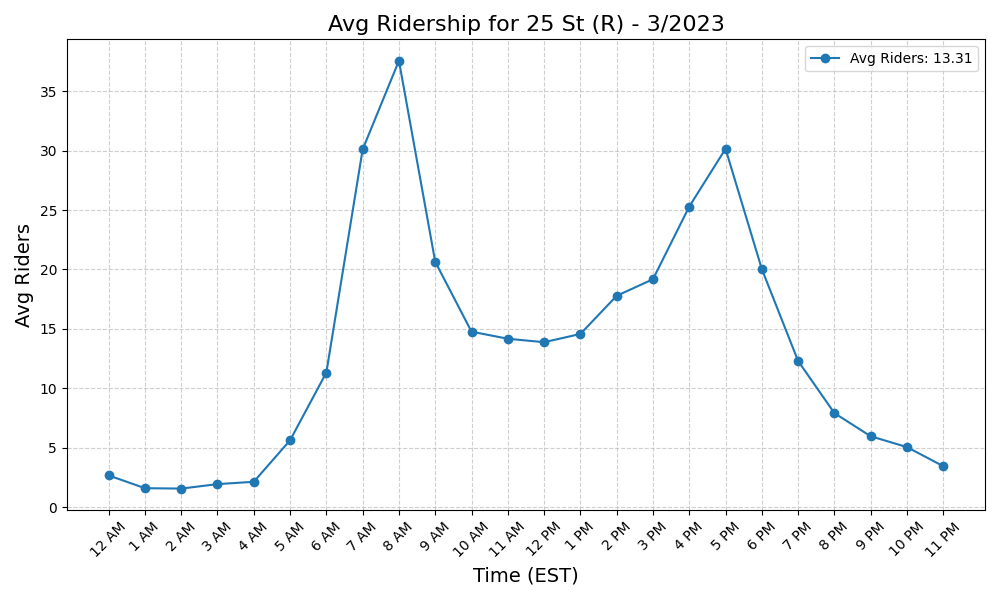 Avg Ridership for 25 St (R) - 3/2023
Avg Riders: 13.31
Avg Riders
35
30
25
20
15
10
5
0
12 AM
1 AM
2 AM
3 AM
4 AM
5 AM
6 AM
7 AM
8 AM
9 AM
10 AM
11 AM
12 PM
1 PM
2 PM
3 PM
4 PM
5 PM
6 PM
7 PM
8 PM
9 PM
10 PM
11 PM
Time (EST)